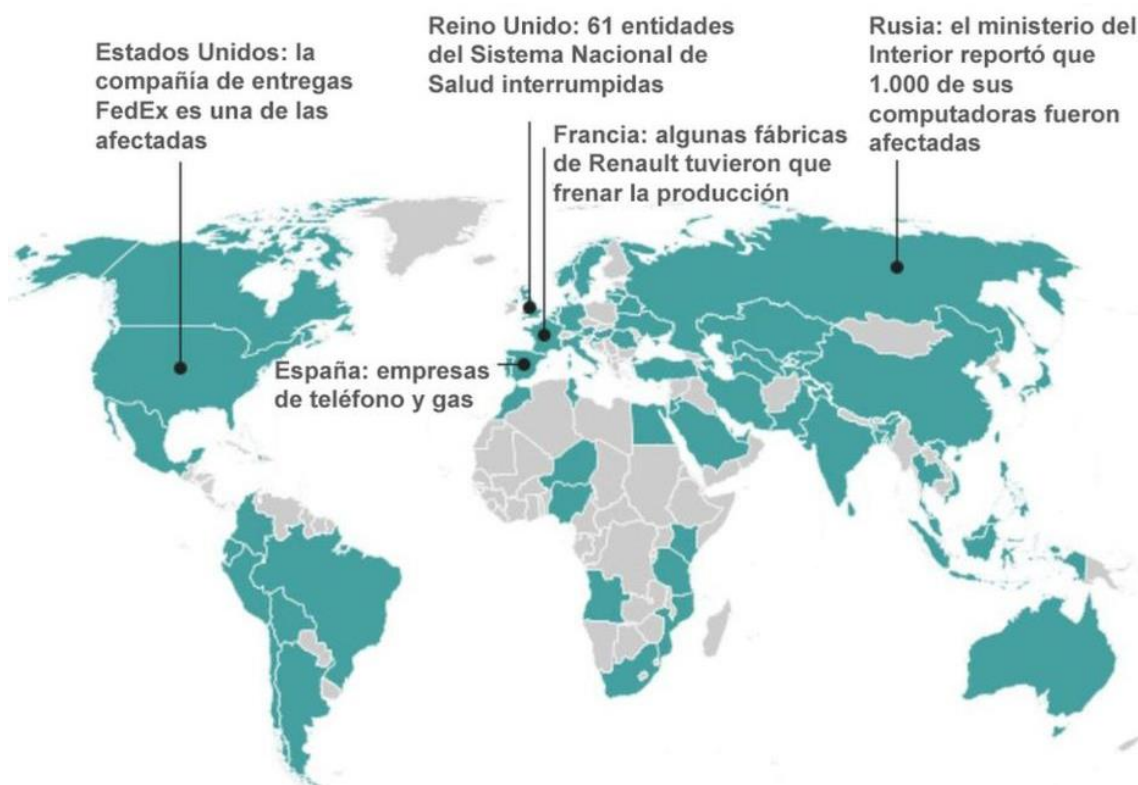 Estados Unidos: la
compañía de entregas
FedEx es una de las
afectadas
Reino Unido: 61 entidades
del Sistema Nacional de
Salud interrumpidas
Francia: algunas fábricas
de Renault tuvieron que
frenar la producción
Rusia: el ministerio del
Interior reportó que
1.000 de sus
computadoras fueron
afectadas
España: empresas
de teléfono y gas